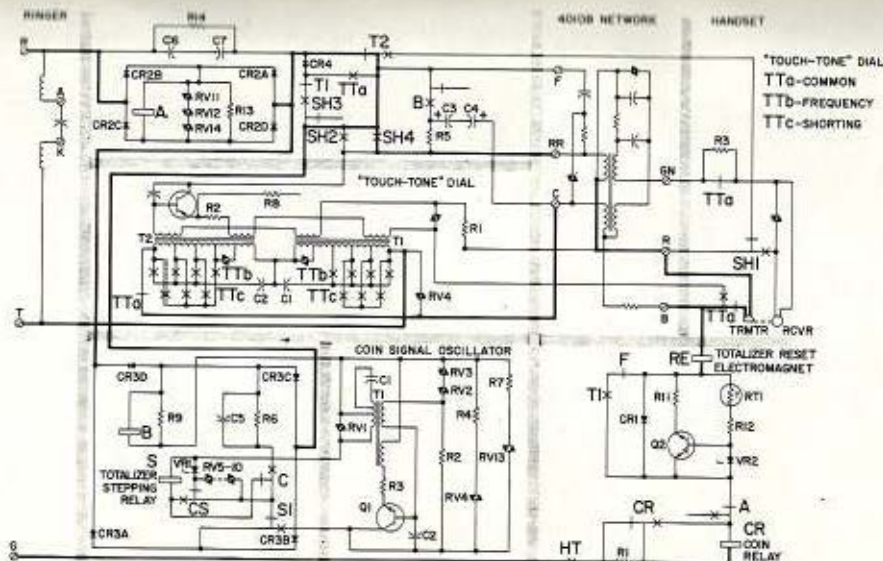 RINGER
4010B NETWORK
HANDSET
R14
C6
C7
T2
R
CR4
"TOUCH-TONE" DIAL
TTa-COMMON
TTb-FREQUENCY
TTc-SHORTING
CR2B
CR2A
T1
TTa
F
A
A
RV11
RV12
RV14
R13
SH3
B
C3
C4
R3
K
CR2C
CR2D
SH2
SH4
R5
RR
GN
TTa
"TOUCH-TONE" DIAL
C
R2
R8
R1
R
SH1
T2
T1
TTb
TTb
TTc
C2
C1
TTc
RV4
TTa
B
TTa
T
TRMTR
RCVR
COIN SIGNAL OSCILLATOR
RE
TOTALIZER RESET
ELECTROMAGNET
F
CR3D
CR3C
C1
RV3
RV2
R7
T1
R11
RT1
B
R9
C5
R6
T1
RV1
R4
CR1
R12
S
VR1
RV5-10
R2
RV13
Q2
VR2
TOTALIZER
STEPPING
RELAY
C
R3
RV4
CS
S1
Q1
C2
A
CR
CR
CR3A
CR3B
COIN
RELAY
G
HT
R1